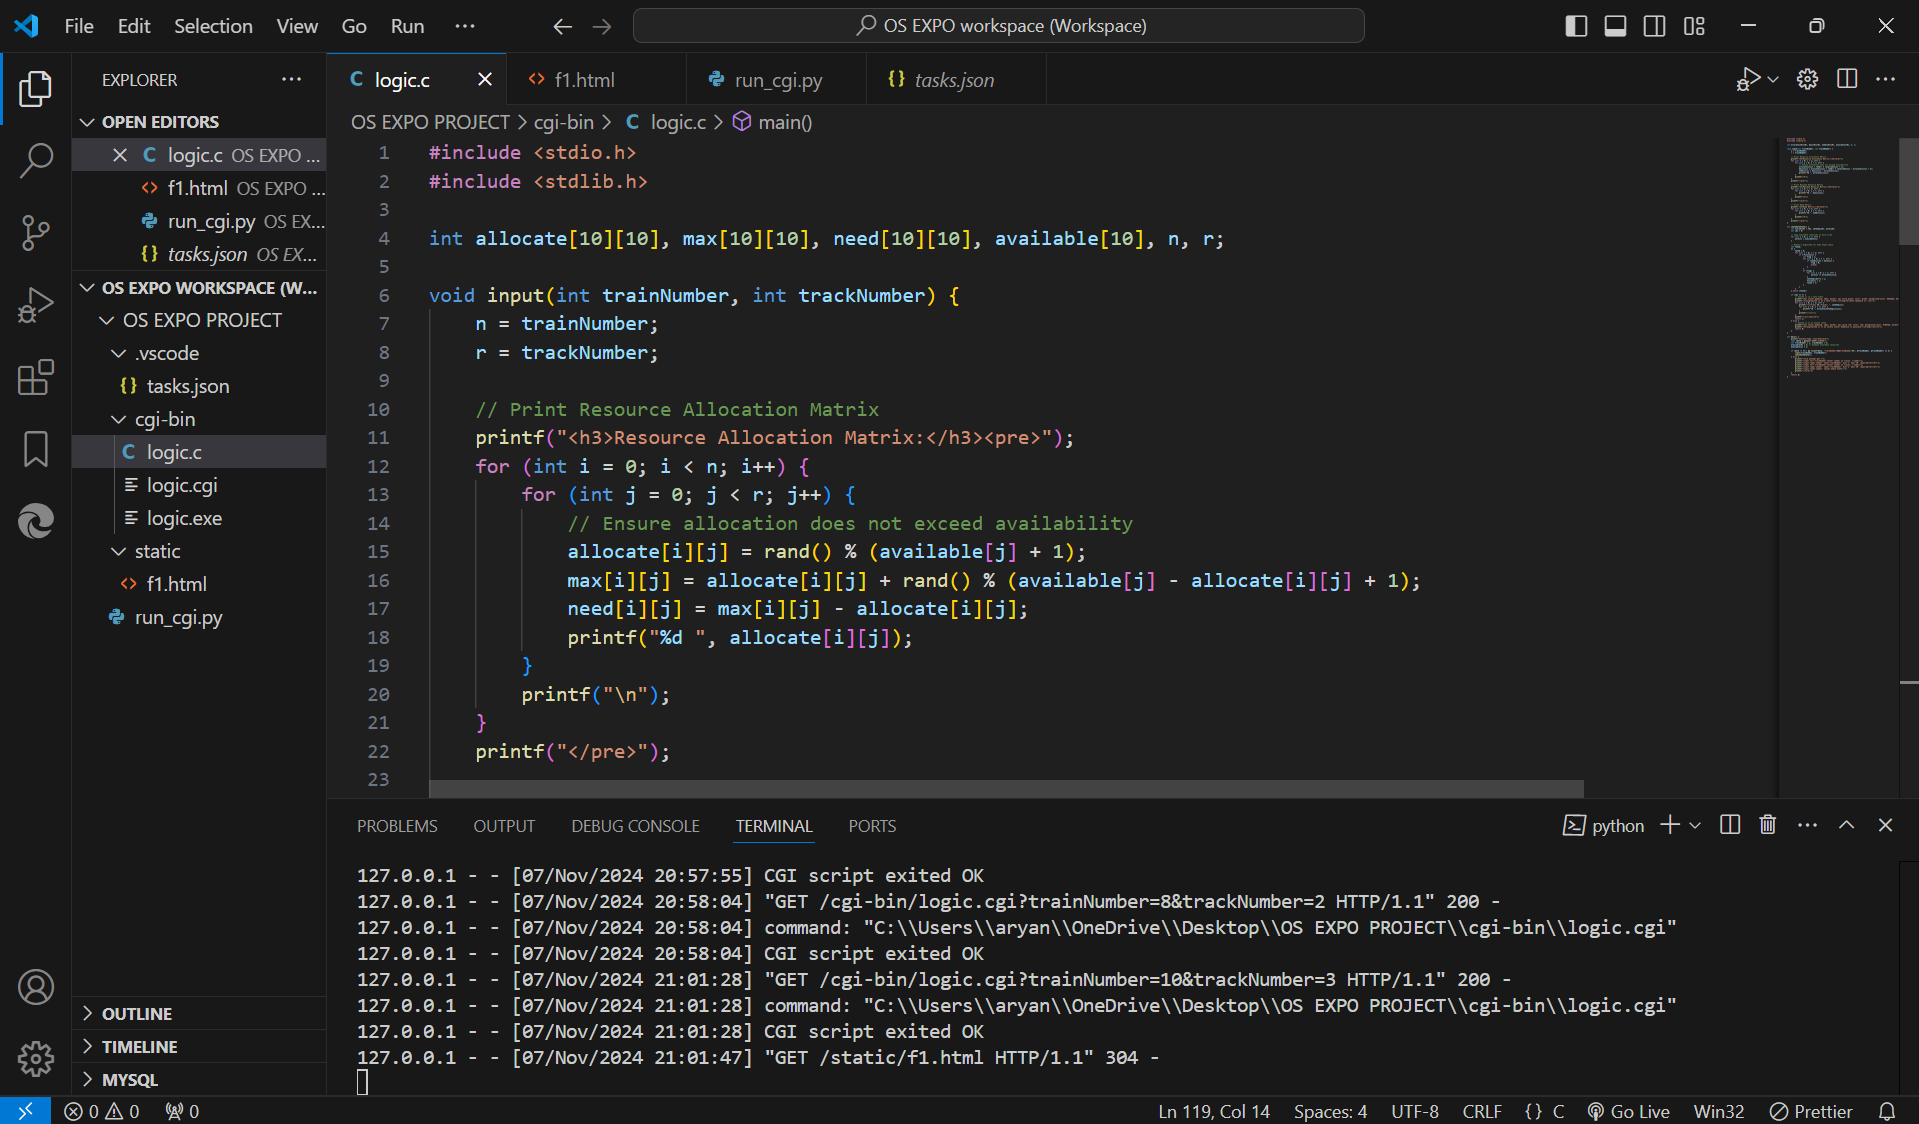 File Edit Selection View Go Run ···
OS EXPO workspace (Workspace)
EXPLORER ···
OPEN EDITORS
C logic.c OS EXPO ...
<> f1.html OS EXPO ...
run_cgi.py OS EX...
{} tasks.json OS EX...
OS EXPO WORKSPACE (W...
OS EXPO PROJECT
.vscode
{} tasks.json
cgi-bin
C logic.c
logic.cgi
logic.exe
static
<> f1.html
run_cgi.py
OUTLINE
TIMELINE
MYSQL
C logic.c <> f1.html run_cgi.py {} tasks.json
OS EXPO PROJECT > cgi-bin > C logic.c > main()
1 #include <stdio.h>
2 #include <stdlib.h>
3
4 int allocate[10][10], max[10][10], need[10][10], available[10], n, r;
5
6 void input(int trainNumber, int trackNumber) {
7 n = trainNumber;
8 r = trackNumber;
9
10 // Print Resource Allocation Matrix
11 printf("<h3>Resource Allocation Matrix:</h3><pre>");
12 for (int i = 0; i < n; i++) {
13 for (int j = 0; j < r; j++) {
14 // Ensure allocation does not exceed availability
15 allocate[i][j] = rand() % (available[j] + 1);
16 max[i][j] = allocate[i][j] + rand() % (available[j] - allocate[i][j] + 1);
17 need[i][j] = max[i][j] - allocate[i][j];
18 printf("%d ", allocate[i][j]);
19 }
20 printf("\n");
21 }
22 printf("</pre>");
23
PROBLEMS OUTPUT DEBUG CONSOLE TERMINAL PORTS
python
127.0.0.1 - - [07/Nov/2024 20:57:55] CGI script exited OK
127.0.0.1 - - [07/Nov/2024 20:58:04] "GET /cgi-bin/logic.cgi?trainNumber=8&trackNumber=2 HTTP/1.1" 200 -
127.0.0.1 - - [07/Nov/2024 20:58:04] command: "C:\\Users\\aryan\\OneDrive\\Desktop\\OS EXPO PROJECT\\cgi-bin\\logic.cgi"
127.0.0.1 - - [07/Nov/2024 20:58:04] CGI script exited OK
127.0.0.1 - - [07/Nov/2024 21:01:28] "GET /cgi-bin/logic.cgi?trainNumber=10&trackNumber=3 HTTP/1.1" 200 -
127.0.0.1 - - [07/Nov/2024 21:01:28] command: "C:\\Users\\aryan\\OneDrive\\Desktop\\OS EXPO PROJECT\\cgi-bin\\logic.cgi"
127.0.0.1 - - [07/Nov/2024 21:01:28] CGI script exited OK
127.0.0.1 - - [07/Nov/2024 21:01:47] "GET /static/f1.html HTTP/1.1" 304 -
0 0 0
Ln 119, Col 14 Spaces: 4 UTF-8 CRLF {} C Go Live Win32 Prettier